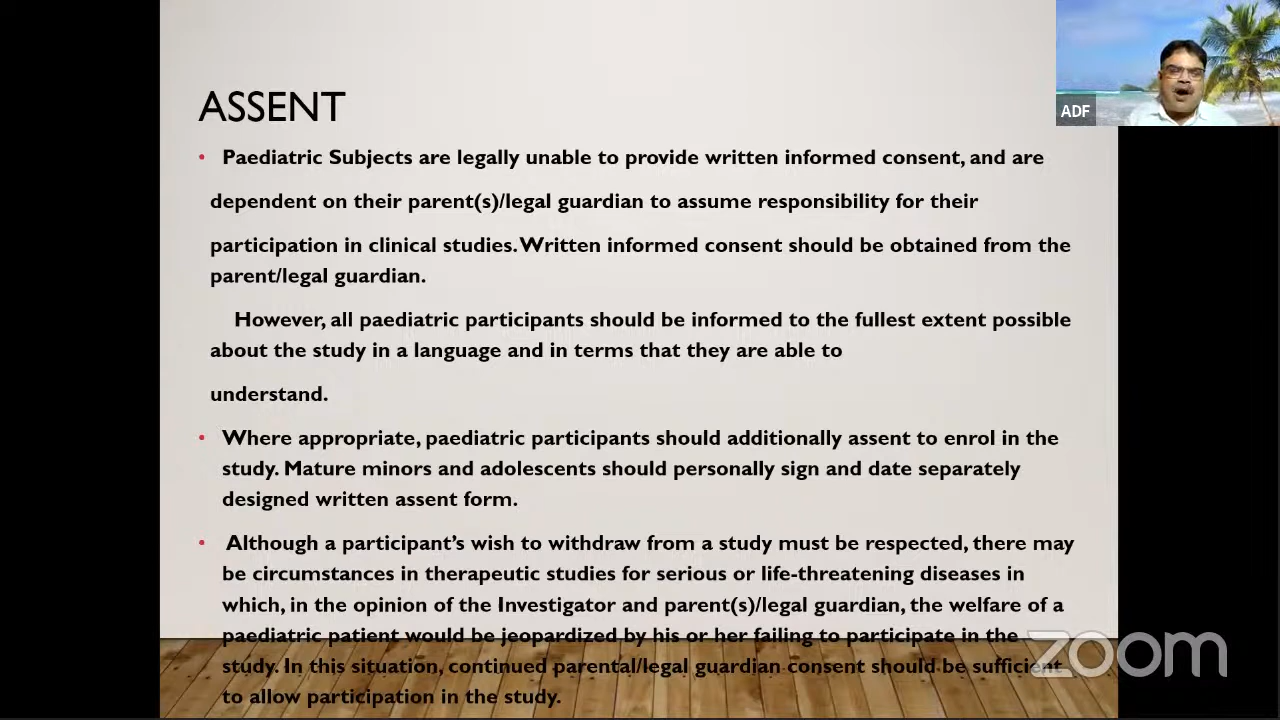 ASSENT
ADF
• Paediatric Subjects are legally unable to provide written informed consent, and are
dependent on their parent(s)/legal guardian to assume responsibility for their
participation in clinical studies. Written informed consent should be obtained from the
parent/legal guardian.
However, all paediatric participants should be informed to the fullest extent possible
about the study in a language and in terms that they are able to
understand.
• Where appropriate, paediatric participants should additionally assent to enrol in the
study. Mature minors and adolescents should personally sign and date separately
designed written assent form.
• Although a participant's wish to withdraw from a study must be respected, there may
be circumstances in therapeutic studies for serious or life-threatening diseases in
which, in the opinion of the Investigator and parent(s)/legal guardian, the welfare of a
paediatric patient would be jeopardized by his or her failing to participate in the
study. In this situation, continued parental/legal guardian consent should be sufficient
to allow participation in the study.
zoom